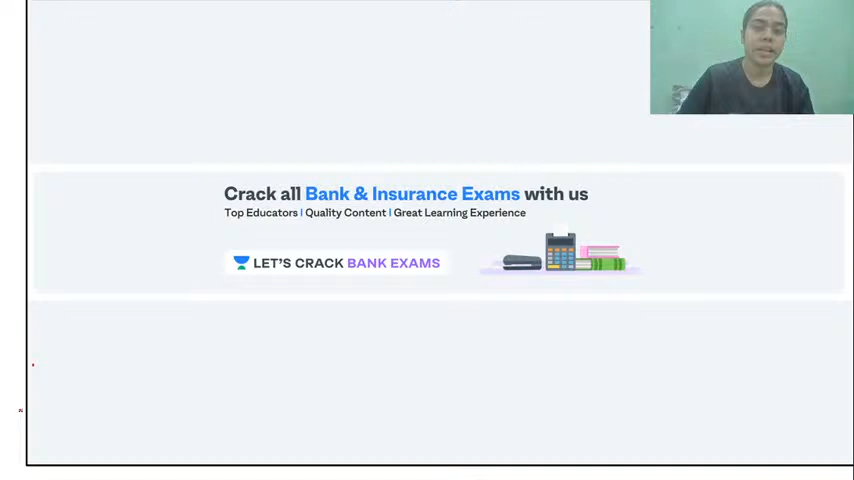 Crack all Bank & Insurance Exams with us
Top Educators | Quality Content | Great Learning Experience
LET'S CRACK BANK EXAMS